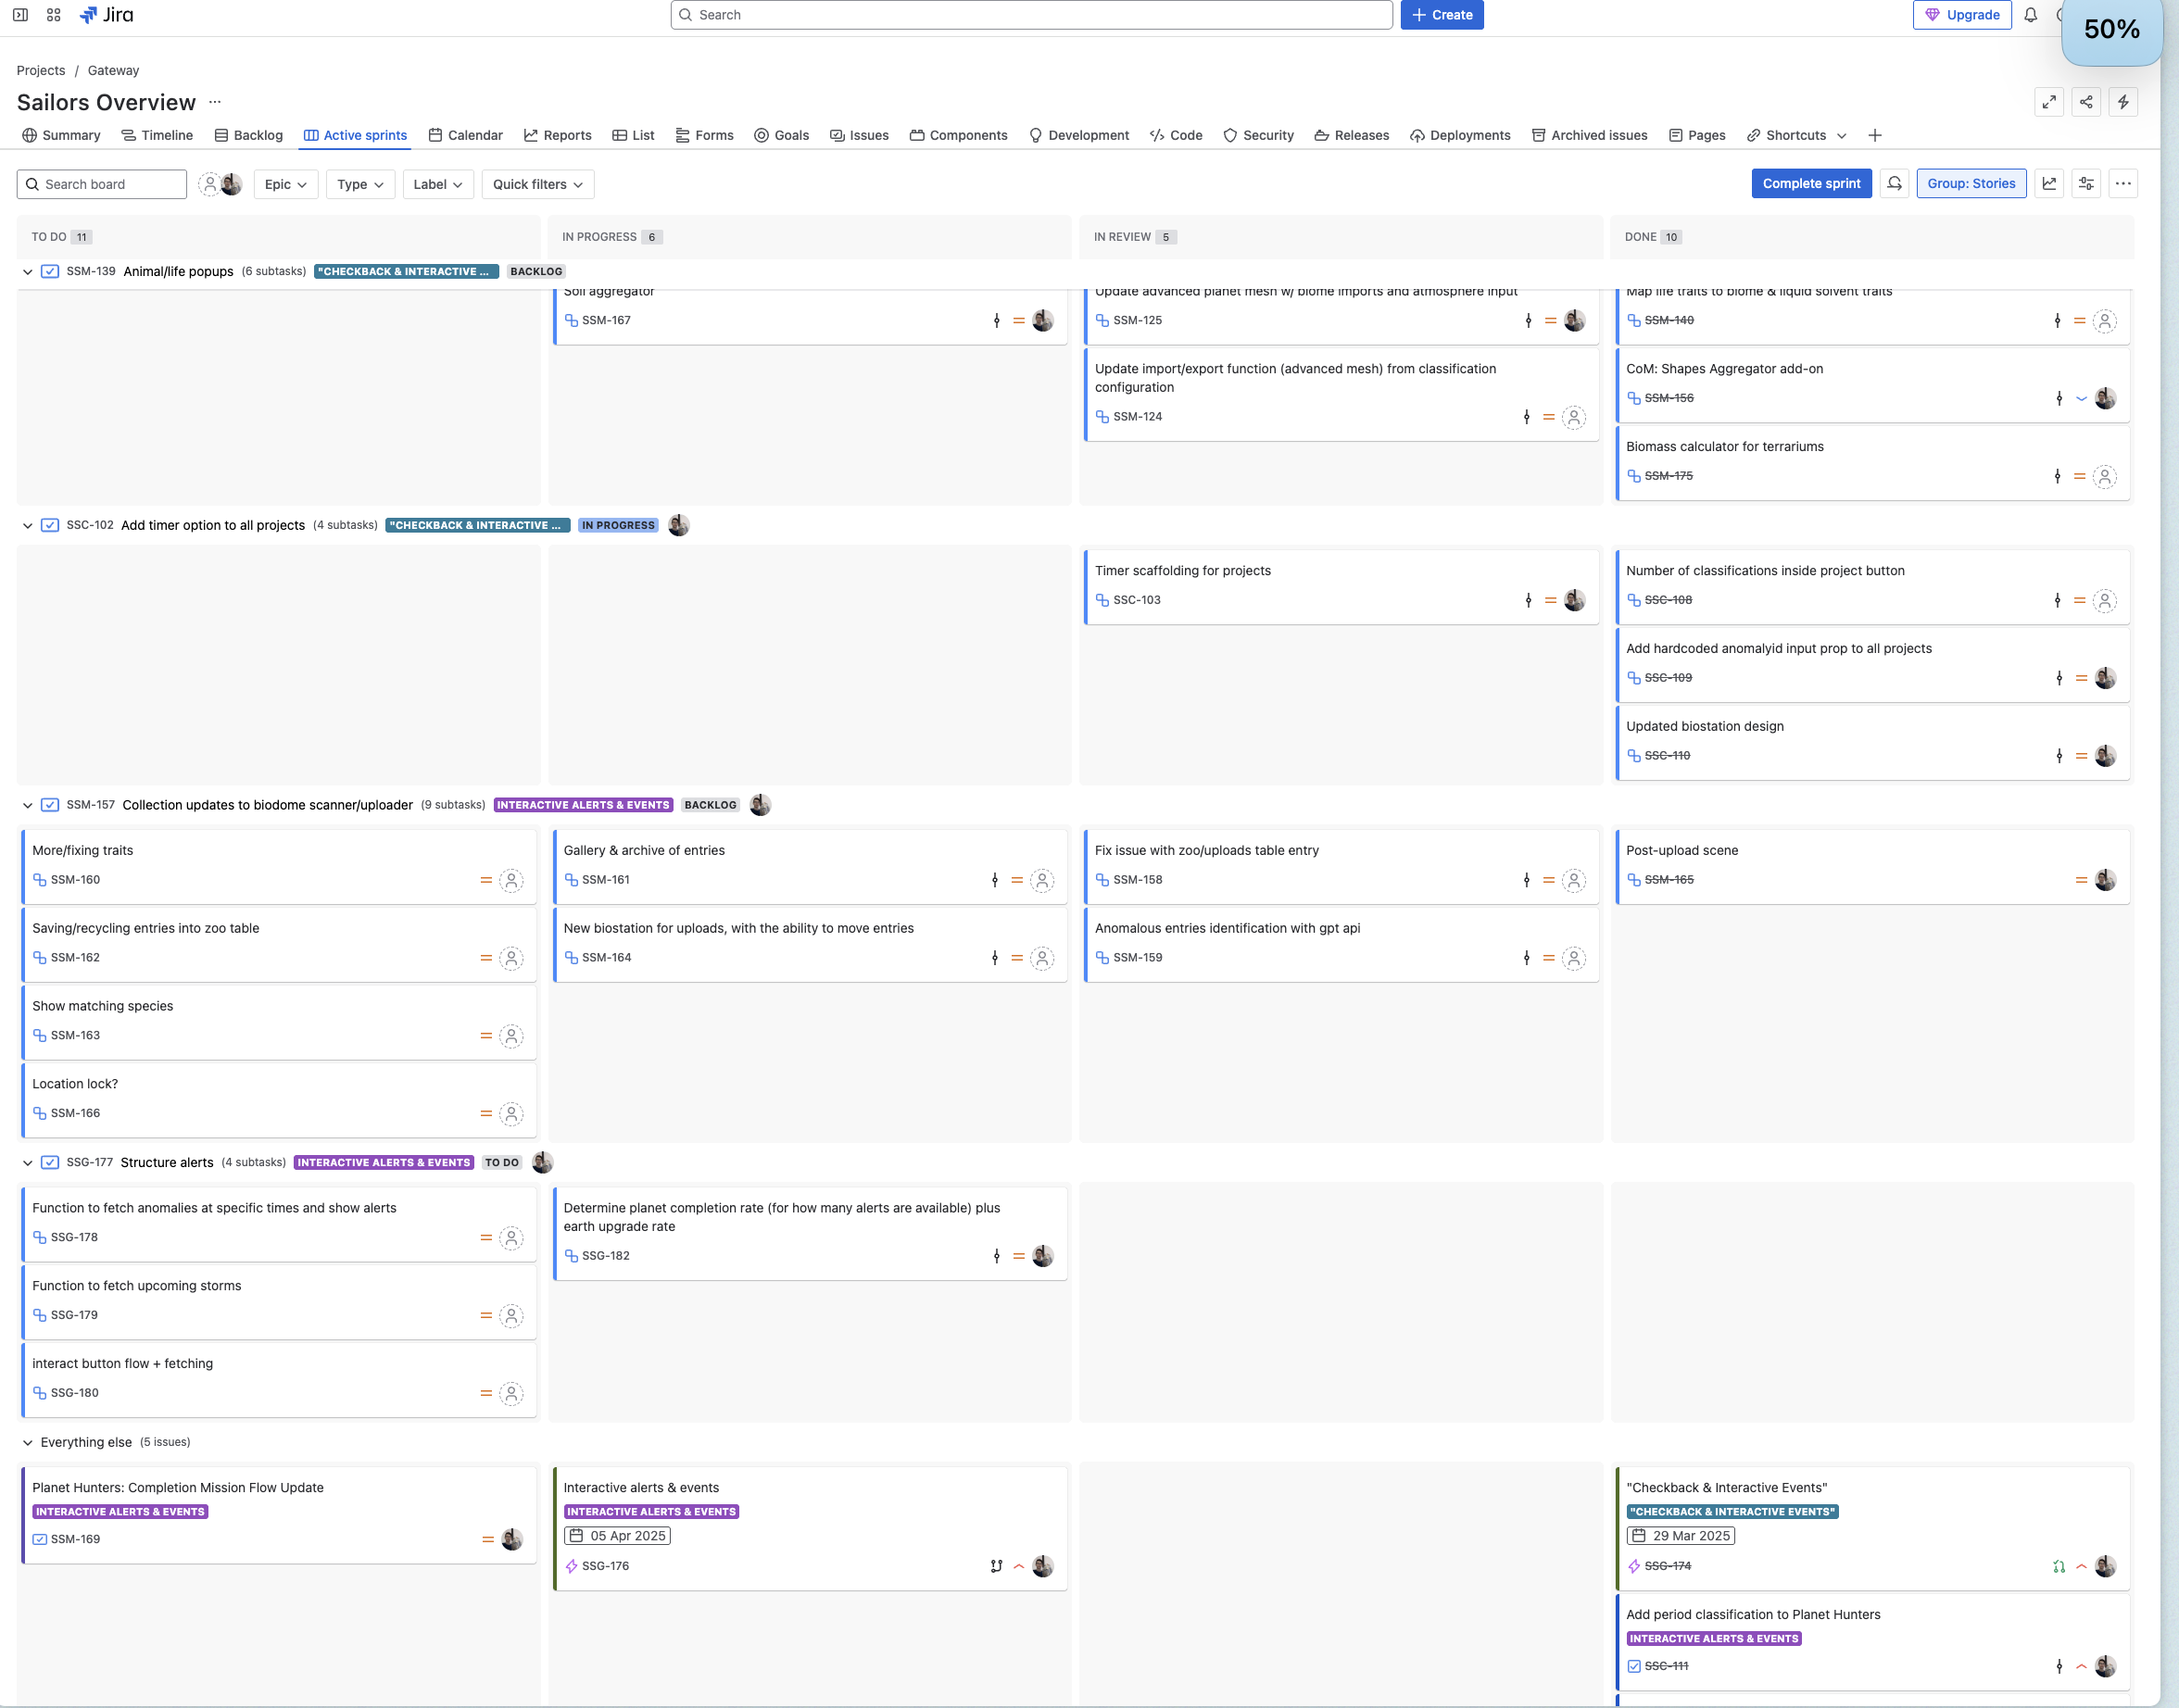 Jira
Search
Create
Upgrade
50%
Projects / Gateway
Sailors Overview ...
Summary Timeline Backlog Active sprints Calendar Reports List Forms Goals Issues Components Development Code Security Releases Deployments Archived issues Pages Shortcuts
Search board Epic Type Label Quick filters Complete sprint Group: Stories
TO DO 11 IN PROGRESS 6 IN REVIEW 5 DONE 10
SSM-139 Animal/life popups (6 subtasks) "CHECKBACK & INTERACTIVE ... BACKLOG
Soil aggregator
SSM-167
Update advanced planet mesh w/ biome imports and atmosphere input
SSM-125
Update import/export function (advanced mesh) from classification
configuration
SSM-124
Map life traits to biome & liquid solvent traits
SSM-140
CoM: Shapes Aggregator add-on
SSM-156
Biomass calculator for terrariums
SSM-175
SSC-102 Add timer option to all projects (4 subtasks) "CHECKBACK & INTERACTIVE ... IN PROGRESS
Timer scaffolding for projects
SSC-103
Number of classifications inside project button
SSC-108
Add hardcoded anomalyid input prop to all projects
SSC-109
Updated biostation design
SSC-110
SSM-157 Collection updates to biodome scanner/uploader (9 subtasks) INTERACTIVE ALERTS & EVENTS BACKLOG
More/fixing traits
SSM-160
Saving/recycling entries into zoo table
SSM-162
Show matching species
SSM-163
Location lock?
SSM-166
Gallery & archive of entries
SSM-161
New biostation for uploads, with the ability to move entries
SSM-164
Fix issue with zoo/uploads table entry
SSM-158
Anomalous entries identification with gpt api
SSM-159
Post-upload scene
SSM-165
SSG-177 Structure alerts (4 subtasks) INTERACTIVE ALERTS & EVENTS TO DO
Function to fetch anomalies at specific times and show alerts
SSG-178
Function to fetch upcoming storms
SSG-179
interact button flow + fetching
SSG-180
Determine planet completion rate (for how many alerts are available) plus
earth upgrade rate
SSG-182
Everything else (5 issues)
Planet Hunters: Completion Mission Flow Update
INTERACTIVE ALERTS & EVENTS
SSM-169
Interactive alerts & events
INTERACTIVE ALERTS & EVENTS
05 Apr 2025
SSG-176
"Checkback & Interactive Events"
"CHECKBACK & INTERACTIVE EVENTS"
29 Mar 2025
SSG-174
Add period classification to Planet Hunters
INTERACTIVE ALERTS & EVENTS
SSC-111